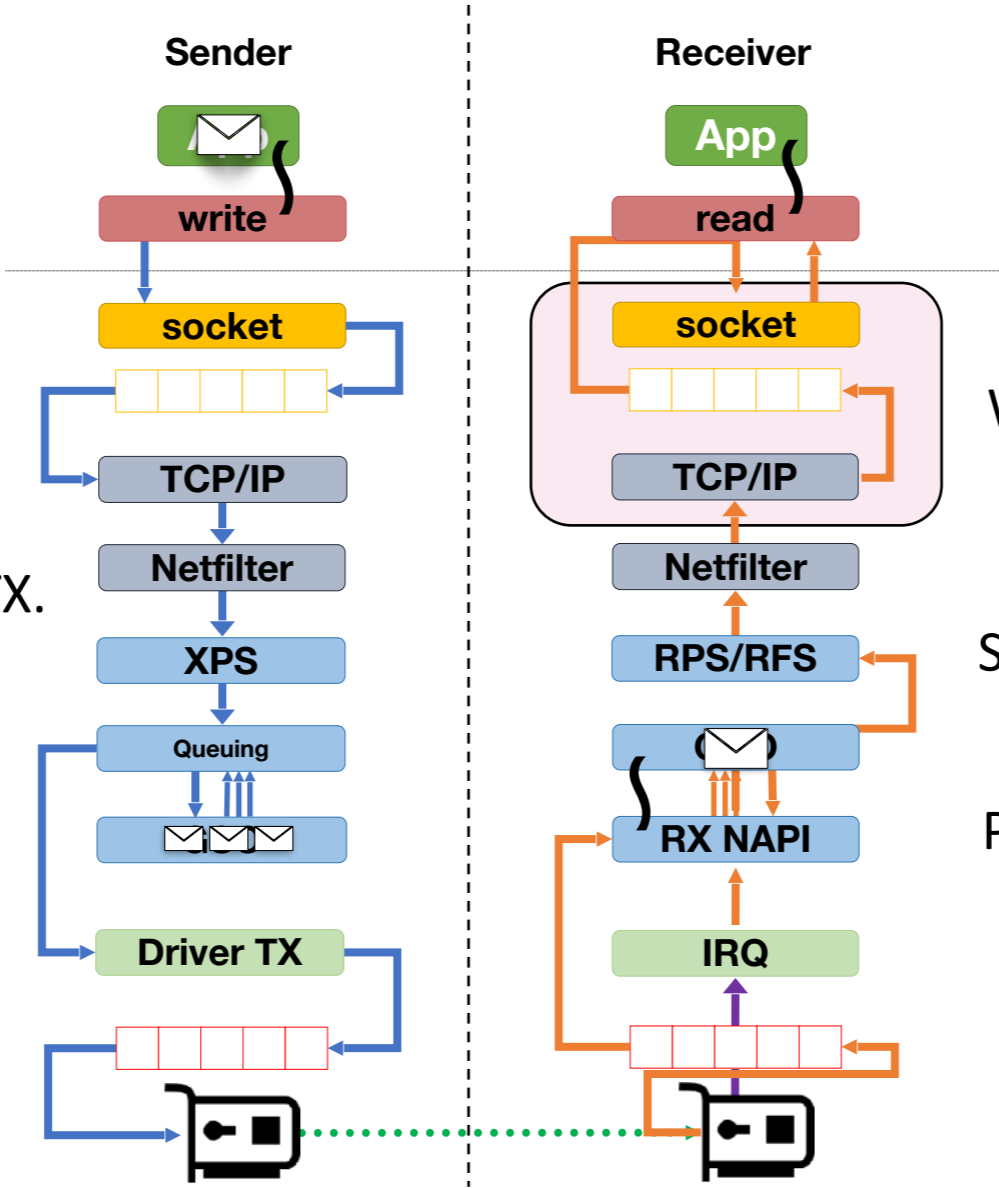 Sender
Receiver
App
write
read
socket
socket
TCP/IP
TCP/IP
Netfilter
Netfilter
TX.
XPS
RPS/RFS
S
Queuing
RX NAPI
P
Driver TX
IRQ